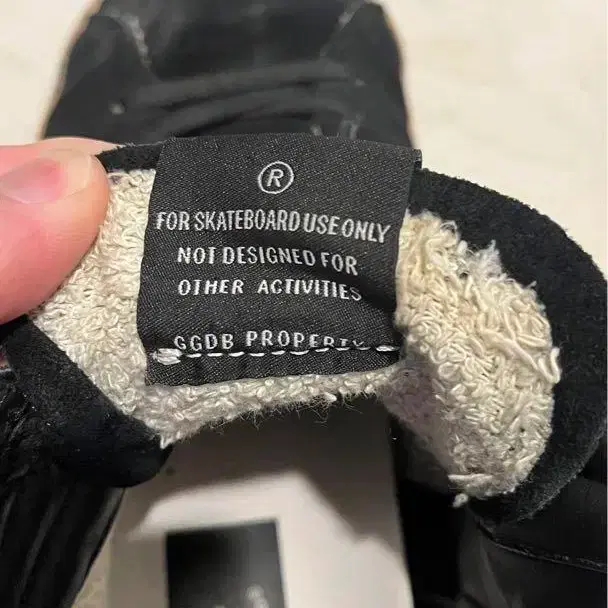 ®
FOR SKATEBOARD USE ONLY
NOT DESIGNED FOR
OTHER ACTIVITIES
GGDB PROPERTY